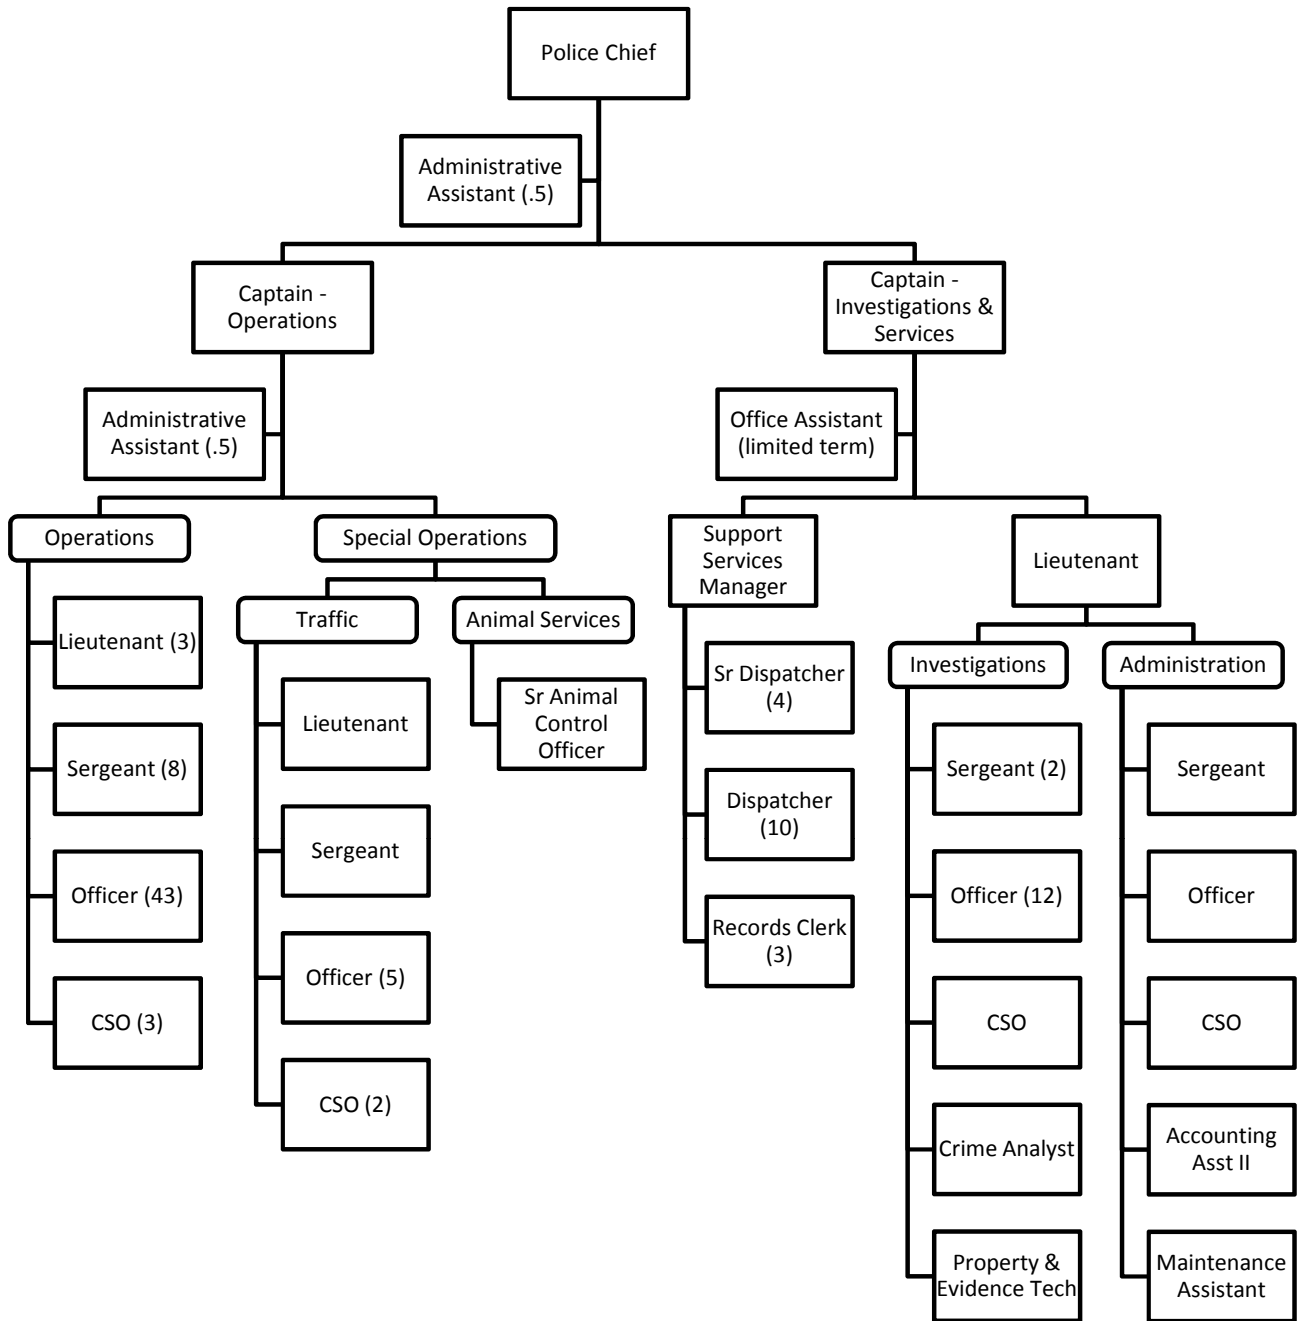 Police Chief
Administrative
Assistant (.5)
Captain -
Operations
Captain -
Investigations &
Services
Administrative
Assistant (.5)
Office Assistant
(limited term)
Operations
Special Operations
Support
Services
Manager
Lieutenant
Traffic
Animal Services
Lieutenant (3)
Sergeant (8)
Officer (43)
CSO (3)
Lieutenant
Sergeant
Officer (5)
CSO (2)
Sr Animal
Control
Officer
Sr Dispatcher
(4)
Dispatcher
(10)
Records Clerk
(3)
Investigations
Administration
Sergeant (2)
Officer (12)
CSO
Crime Analyst
Property &
Evidence Tech
Sergeant
Officer
CSO
Accounting
Asst II
Maintenance
Assistant